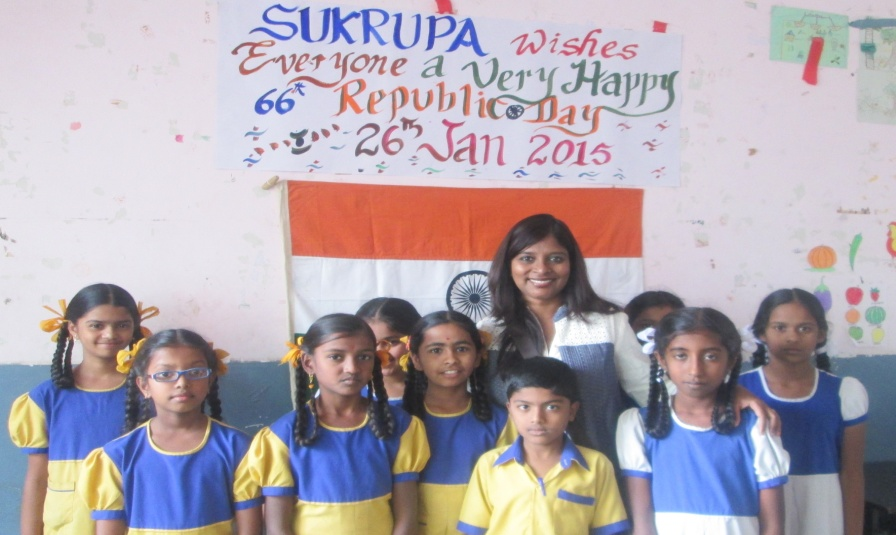 SUKRUPA wishes
Everyone a Very Happy
66th Republic Day
26th Jan 2015